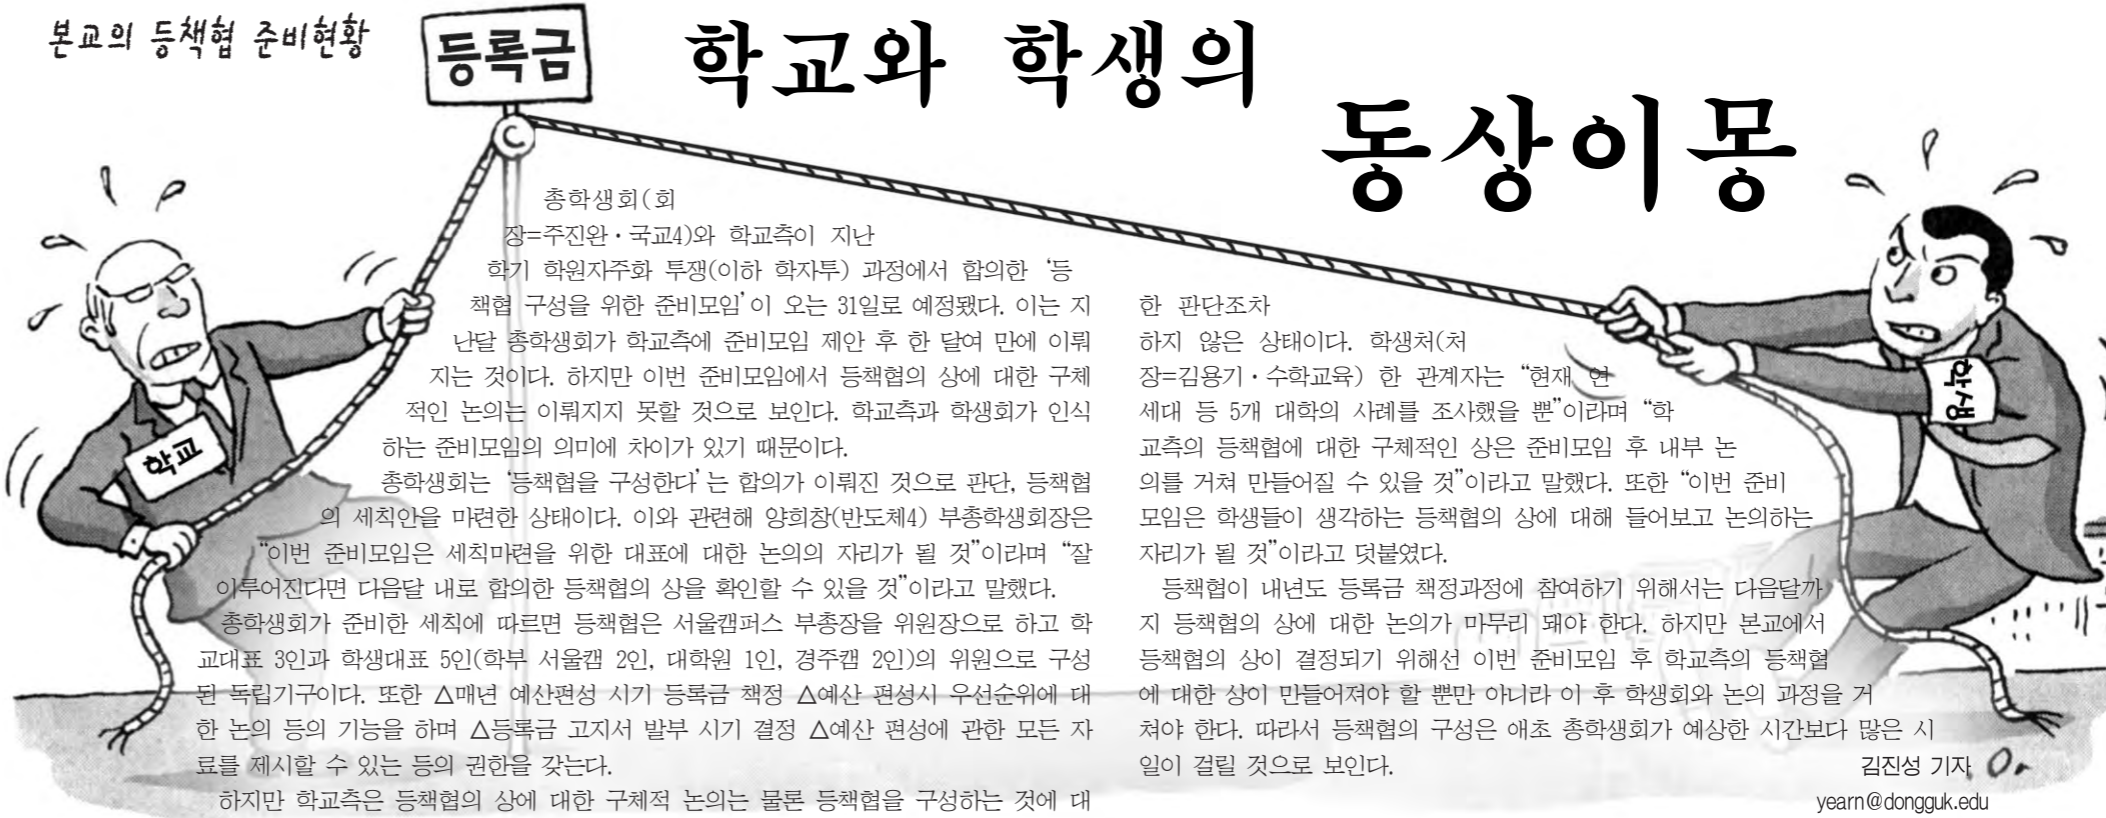 본교의 등책협 준비현황
등록금
학교와 학생의
동상이몽
총학생회(회
장=주진완·국교4)와 학교측이 지난
학기 학원자주화 투쟁(이하 학자투) 과정에서 합의한 ‘등
책협 구성을 위한 준비모임’이 오는 31일로 예정됐다. 이는 지
난달 총학생회가 학교측에 준비모임 제안 후 한 달여 만에 이뤄
지는 것이다. 하지만 이번 준비모임에서 등책협의 상에 대한 구체
적인 논의는 이뤄지지 못할 것으로 보인다. 학교측과 학생회가 인식
하는 준비모임의 의미에 차이가 있기 때문이다.
총학생회는 ‘등책협을 구성한다’는 합의가 이뤄진 것으로 판단, 등책협
의 세칙안을 마련한 상태이다. 이와 관련해 양희창(반도체4) 부총학생회장은
“이번 준비모임은 세칙마련을 위한 대표에 대한 논의의 자리가 될 것”이라며 “잘
이루어진다면 다음달 내로 합의한 등책협의 상을 확인할 수 있을 것”이라고 말했다.
총학생회가 준비한 세칙에 따르면 등책협은 서울캠퍼스 부총장을 위원장으로 하고 학
교대표 3인과 학생대표 5인(학부 서울캠 2인, 대학원 1인, 경주캠 2인)의 위원으로 구성
된 독립기구이다. 또한 △매년 예산편성 시기 등록금 책정 △예산 편성시 우선순위에 대
한 논의 등의 기능을 하며 △등록금 고지서 발부 시기 결정 △예산 편성에 관한 모든 자
료를 제시할 수 있는 등의 권한을 갖는다.
하지만 학교측은 등책협의 상에 대한 구체적 논의는 물론 등책협을 구성하는 것에 대
한 판단조차
하지 않은 상태이다. 학생처(처
장=김용기·수학교육) 한 관계자는 “현재 연
세대 등 5개 대학의 사례를 조사했을 뿐”이라며 “학
교측의 등책협에 대한 구체적인 상은 준비모임 후 내부 논
의를 거쳐 만들어질 수 있을 것”이라고 말했다. 또한 “이번 준비
모임은 학생들이 생각하는 등책협의 상에 대해 들어보고 논의하는
자리가 될 것”이라고 덧붙였다.
등책협이 내년도 등록금 책정과정에 참여하기 위해서는 다음달까
지 등책협의 상에 대한 논의가 마무리 돼야 한다. 하지만 본교에서
등책협의 상이 결정되기 위해선 이번 준비모임 후 학교측의 등책협
에 대한 상이 만들어져야 할 뿐만 아니라 이 후 학생회와 논의 과정을 거
쳐야 한다. 따라서 등책협의 구성은 애초 총학생회가 예상한 시간보다 많은 시
일이 걸릴 것으로 보인다.
김진성 기자
yearn@dongguk.edu
학교
학생